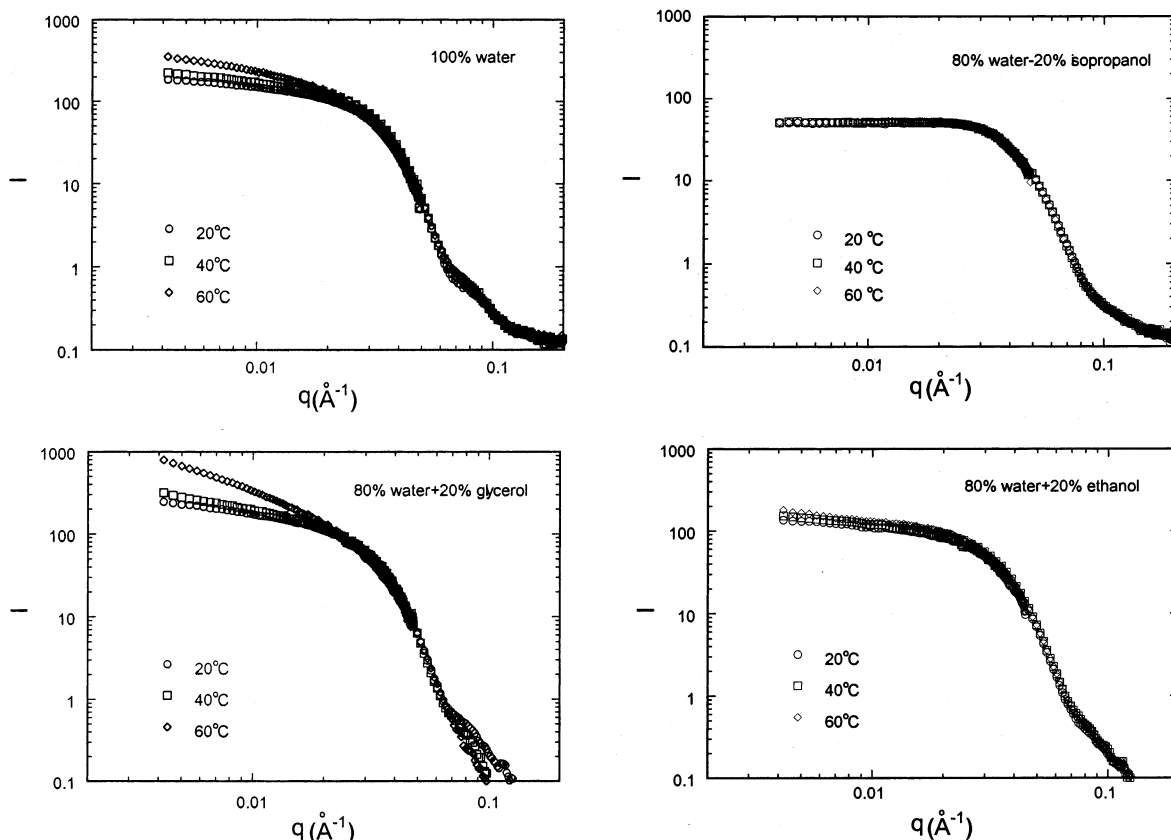 1000
100% water
100
I
10
20°C
40°C
1
60°C
0.1
0.01
0.1
q(Å-1)
1000
80% water-20% isopropanol
100
I
10
20 °C
40 °C
1
60 °C
0.1
0.01
0.1
q(Å-1)
1000
80% water+20% glycerol
100
I
10
20°C
40°C
1
60°C
0.1
0.01
0.1
q(Å-1)
1000
80% water+20% ethanol
100
I
10
20°C
40°C
1
60°C
0.1
0.01
0.1
q(Å-1)